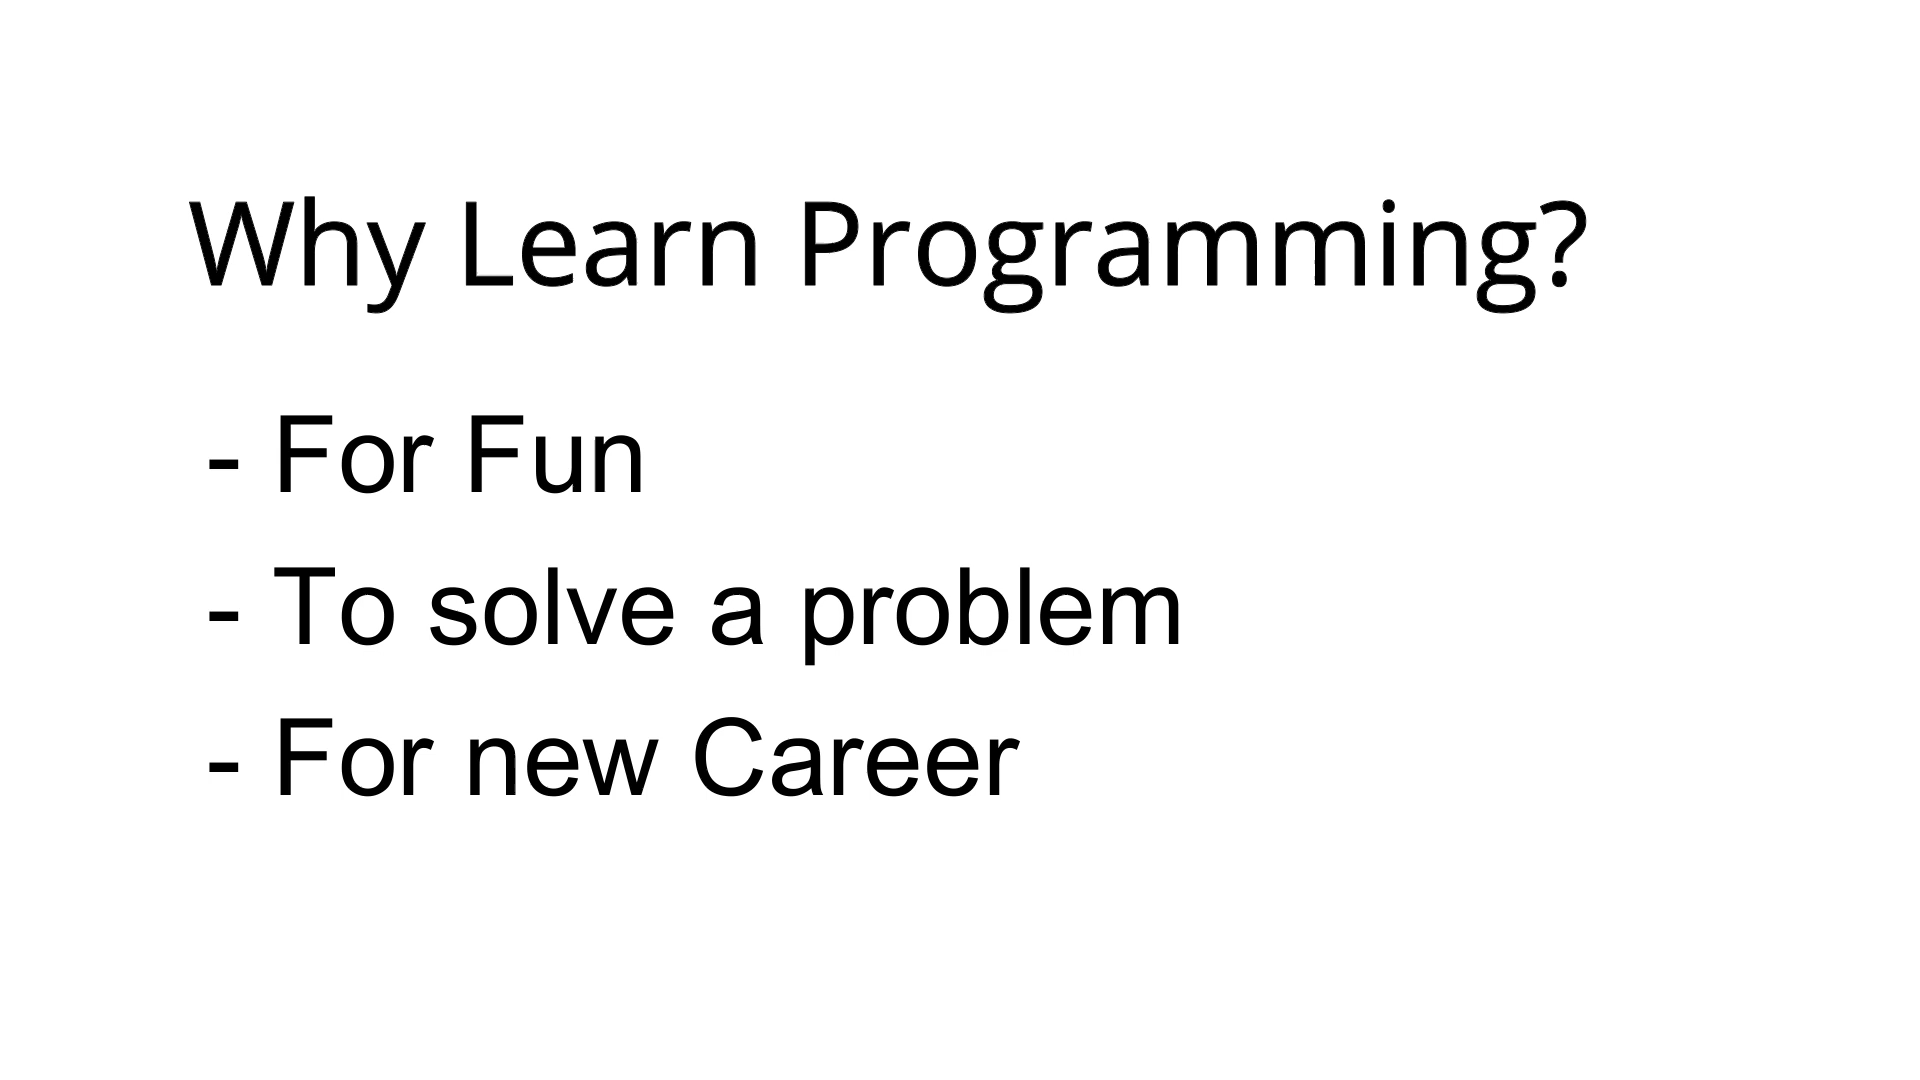 Why Learn Programming?
- For Fun
- To solve a problem
- For new Career